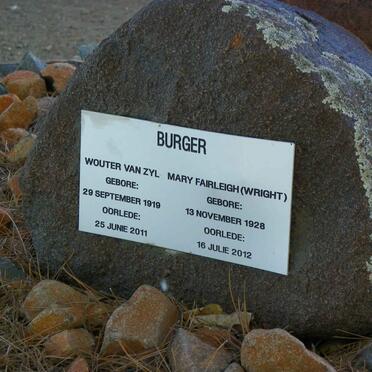 BURGER
WOUTER VAN ZYL
GEBORE:
29 SEPTEMBER 1919
OORLEDE:
25 JUNIE 2011
MARY FAIRLEIGH (WRIGHT)
GEBORE:
13 NOVEMBER 1928
OORLEDE:
16 JULIE 2012